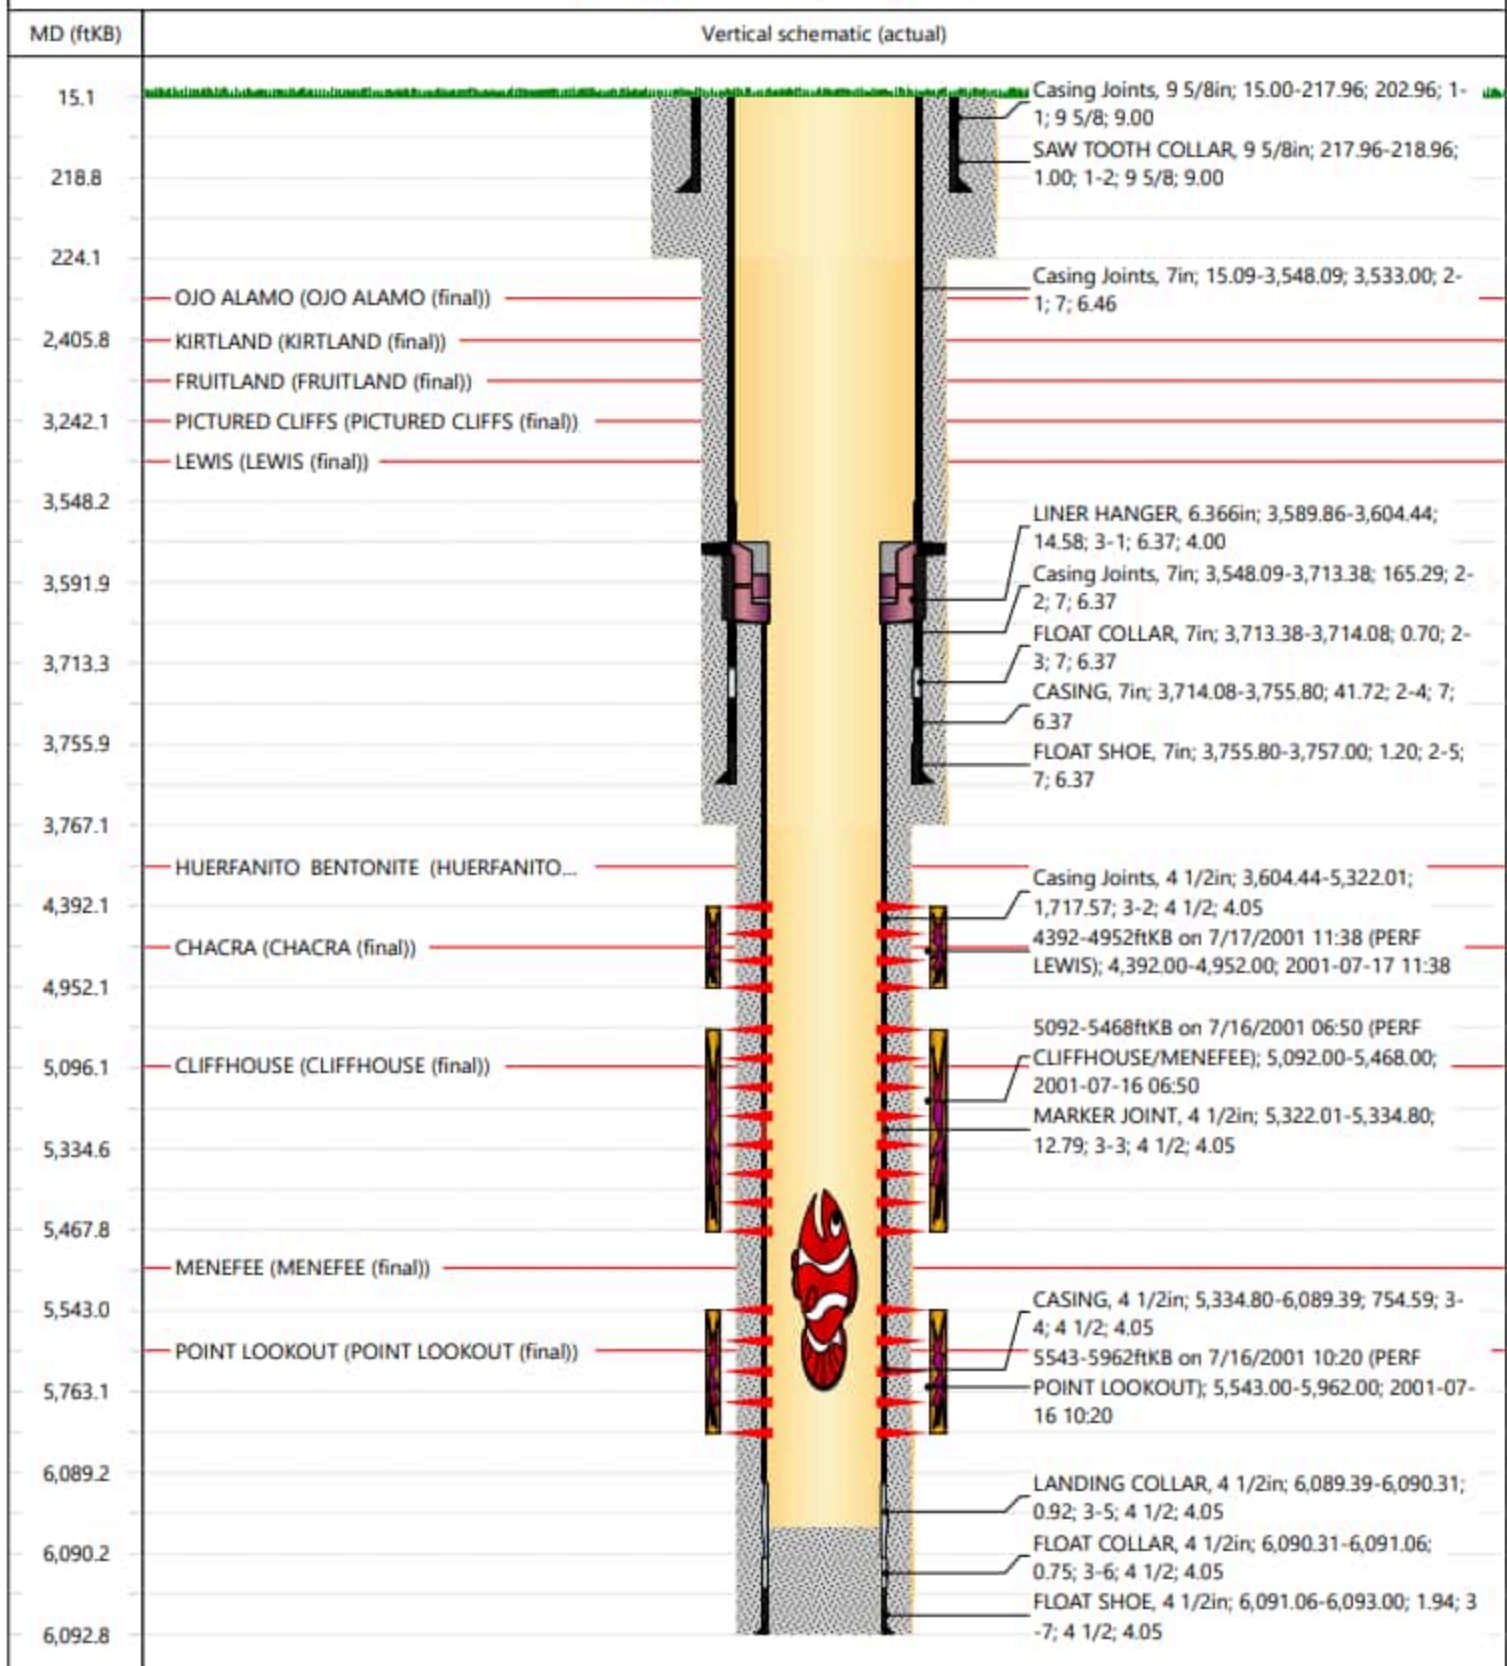 MD (ftKB)
Vertical schematic (actual)
15.1
218.8
224.1
2,405.8
3,242.1
3,548.2
3,591.9
3,713.3
3,755.9
3,767.1
4,392.1
4,952.1
5,096.1
5,334.6
5,467.8
5,543.0
5,763.1
6,089.2
6,090.2
6,092.8
OJO ALAMO (OJO ALAMO (final))
KIRTLAND (KIRTLAND (final))
FRUITLAND (FRUITLAND (final))
PICTURED CLIFFS (PICTURED CLIFFS (final))
LEWIS (LEWIS (final))
HUERFANITO BENTONITE (HUERFANITO...
CHACRA (CHACRA (final))
CLIFFHOUSE (CLIFFHOUSE (final))
MENEFEE (MENEFEE (final))
POINT LOOKOUT (POINT LOOKOUT (final))
Casing Joints, 9 5/8in; 15.00-217.96; 202.96; 1-
1; 9 5/8; 9.00
SAW TOOTH COLLAR, 9 5/8in; 217.96-218.96;
1.00; 1-2; 9 5/8; 9.00
Casing Joints, 7in; 15.09-3,548.09; 3,533.00; 2-
1; 7; 6.46
LINER HANGER, 6.366in; 3,589.86-3,604.44;
14.58; 3-1; 6.37; 4.00
Casing Joints, 7in; 3,548.09-3,713.38; 165.29; 2-
2; 7; 6.37
FLOAT COLLAR, 7in; 3,713.38-3,714.08; 0.70; 2-
3; 7; 6.37
CASING, 7in; 3,714.08-3,755.80; 41.72; 2-4; 7;
6.37
FLOAT SHOE, 7in; 3,755.80-3,757.00; 1.20; 2-5;
7; 6.37
Casing Joints, 4 1/2in; 3,604.44-5,322.01;
1,717.57; 3-2; 4 1/2; 4.05
4392-4952ftKB on 7/17/2001 11:38 (PERF
LEWIS); 4,392.00-4,952.00; 2001-07-17 11:38
5092-5468ftKB on 7/16/2001 06:50 (PERF
CLIFFHOUSE/MENEFEE); 5,092.00-5,468.00;
2001-07-16 06:50
MARKER JOINT, 4 1/2in; 5,322.01-5,334.80;
12.79; 3-3; 4 1/2; 4.05
CASING, 4 1/2in; 5,334.80-6,089.39; 754.59; 3-
4; 4 1/2; 4.05
5543-5962ftKB on 7/16/2001 10:20 (PERF
POINT LOOKOUT); 5,543.00-5,962.00; 2001-07-
16 10:20
LANDING COLLAR, 4 1/2in; 6,089.39-6,090.31;
0.92; 3-5; 4 1/2; 4.05
FLOAT COLLAR, 4 1/2in; 6,090.31-6,091.06;
0.75; 3-6; 4 1/2; 4.05
FLOAT SHOE, 4 1/2in; 6,091.06-6,093.00; 1.94; 3
-7; 4 1/2; 4.05